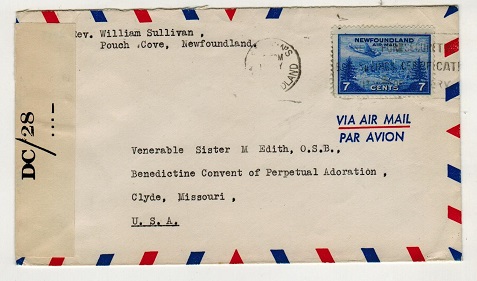 Rev. William Sullivan ,
Pouch Cove, Newfoundland.
NEWFOUNDLAND
AIR MAIL
7 CENTS 7
VIA AIR MAIL
PAR AVION
DC/28
Venerable Sister M Edith, O.S.B.,
Benedictine Convent of Perpetual Adoration ,
Clyde, Missouri ,
U. S. A.